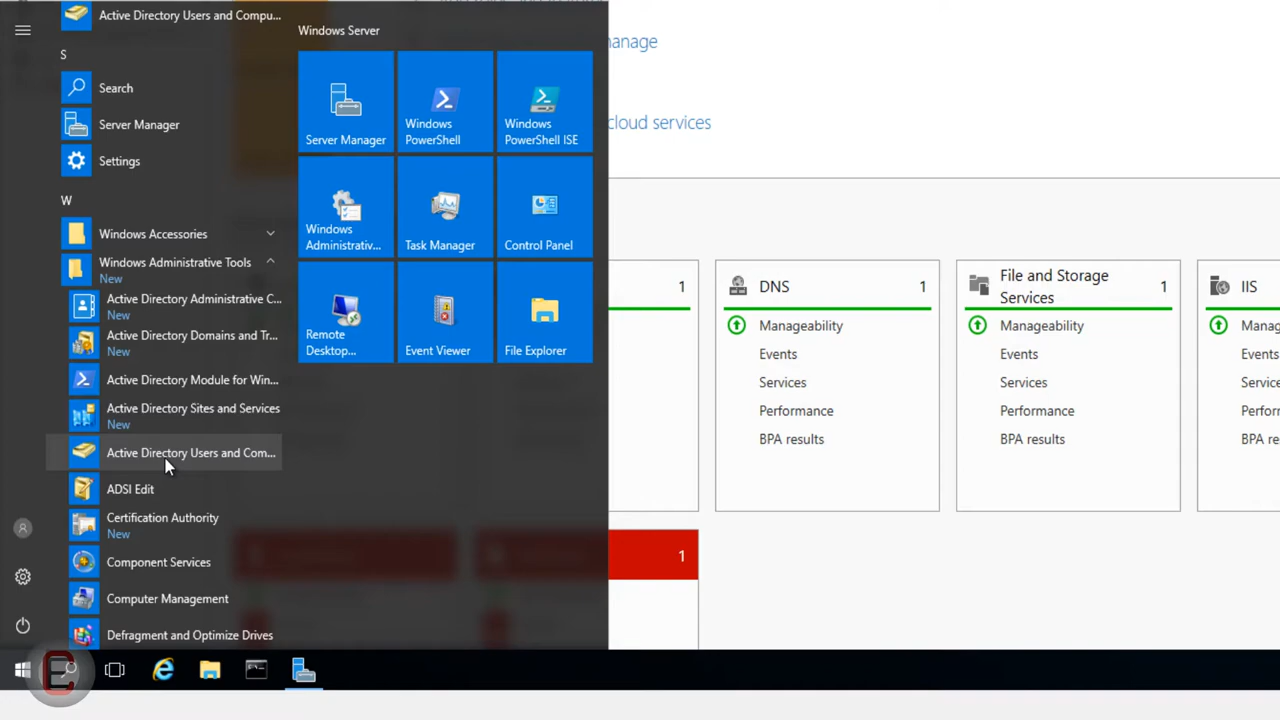 Active Directory Users and Compu...
S
Search
Server Manager
Settings
W
Windows Accessories
Windows Administrative Tools
New
Active Directory Administrative C...
New
Active Directory Domains and Tr...
New
Active Directory Module for Win...
Active Directory Sites and Services
New
Active Directory Users and Com...
ADSI Edit
Certification Authority
New
Component Services
Computer Management
Defragment and Optimize Drives
Windows Server
Server Manager
Windows
PowerShell
Windows
PowerShell ISE
Windows
Administrativ...
Task Manager
Control Panel
Remote
Desktop...
Event Viewer
File Explorer
anage
cloud services
1
DNS 1
Manageability
Events
Services
Performance
BPA results
File and Storage
Services
1
Manageability
Events
Services
Performance
BPA results
IIS
Mana
Events
Service
Perfor
BPA re
1